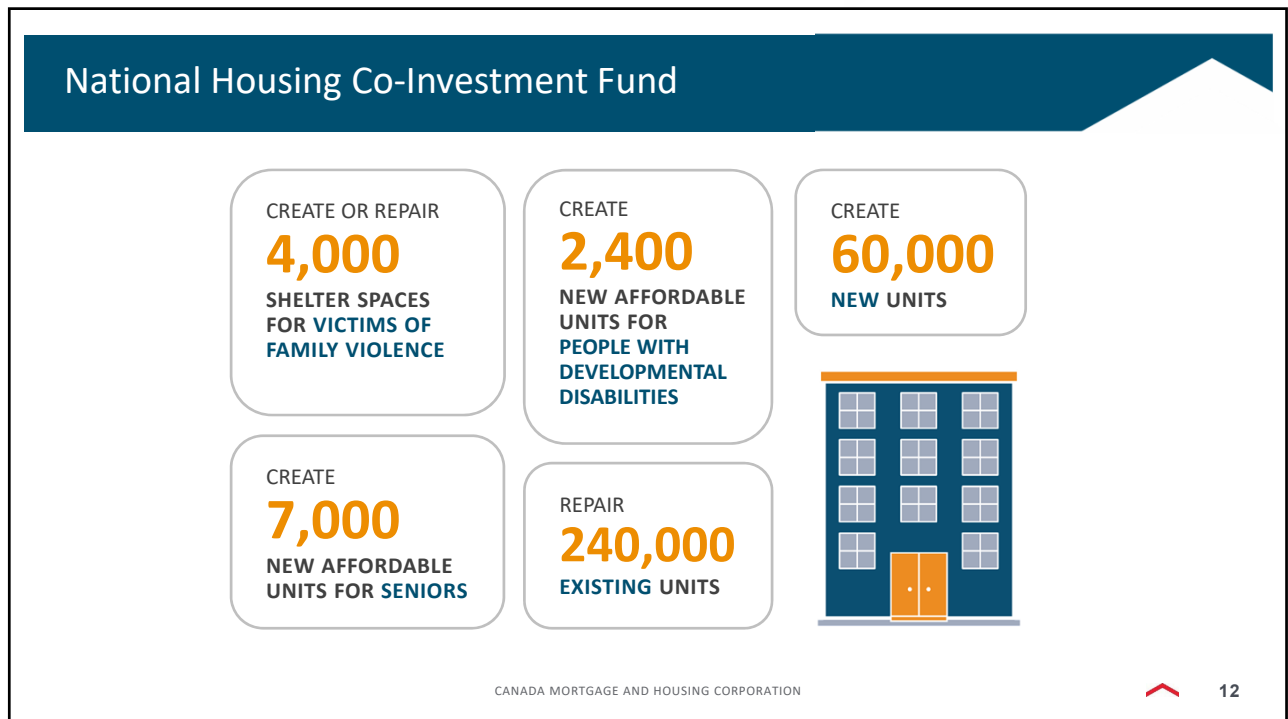 National Housing Co-Investment Fund
CREATE OR REPAIR
4,000
SHELTER SPACES
FOR VICTIMS OF
FAMILY VIOLENCE
CREATE
2,400
NEW AFFORDABLE
UNITS FOR
PEOPLE WITH
DEVELOPMENTAL
DISABILITIES
CREATE
60,000
NEW UNITS
CREATE
7,000
NEW AFFORDABLE
UNITS FOR SENIORS
REPAIR
240,000
EXISTING UNITS
CANADA MORTGAGE AND HOUSING CORPORATION
12